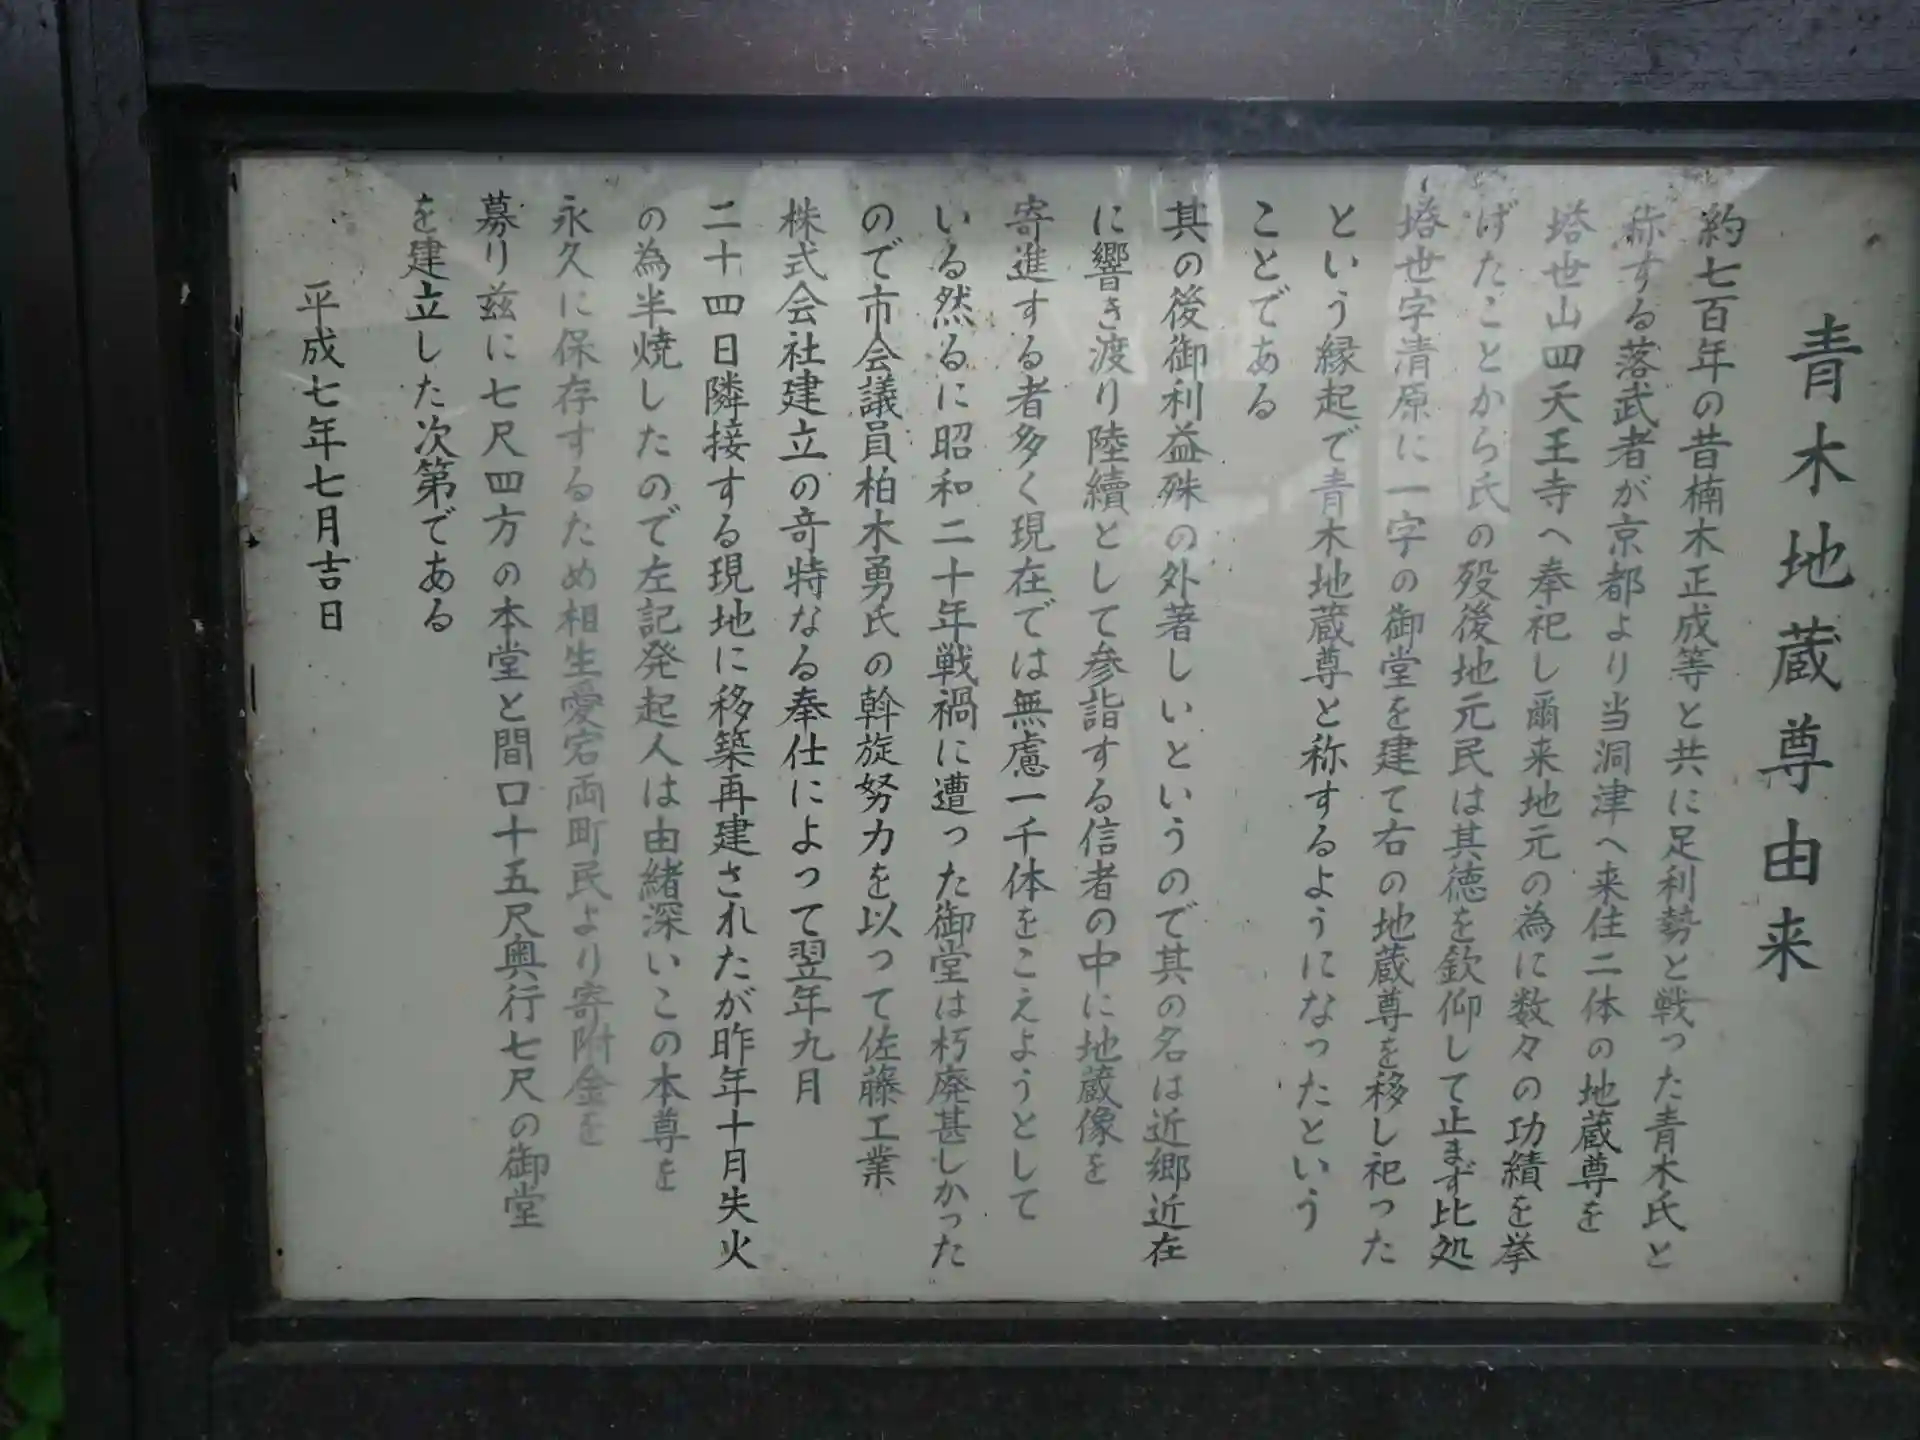 青木地蔵尊由来
約七百年の昔楠木正成等と共に足利勢と戦った青木氏と
称する落武者が京都より当洞津へ来住二体の地蔵尊を
塔世山四天王寺へ奉祀し爾来地元の為に数々の功績を挙
げたことから氏の歿後地元民は其徳を欽仰して止まず比処
塔世字清原に一字の御堂を建て右の地蔵尊を移し祀った
という縁起で青木地蔵尊と称するようになったという
ことである
其の後御利益殊の外著しいというので其の名は近郷近在
に響き渡り陸續として参詣する信者の中に地蔵像を
寄進する者多く現在では無慮一千体をこえようとして
いる然るに昭和二十年戦禍に遭った御堂は朽廃甚しかった
ので市会議員柏木勇氏の斡旋努力を以って佐藤工業
株式会社建立の奇特なる奉仕によって翌年九月
二十四日隣接する現地に移築再建されたが昨年十月失火
の為半焼したので左記発起人は由緒深いこの本尊を
永久に保存するため相生愛宕両町民より寄附金を
募り兹に七尺四方の本堂と間口十五尺奥行七尺の御堂
を建立した次第である
平成七年七月吉日